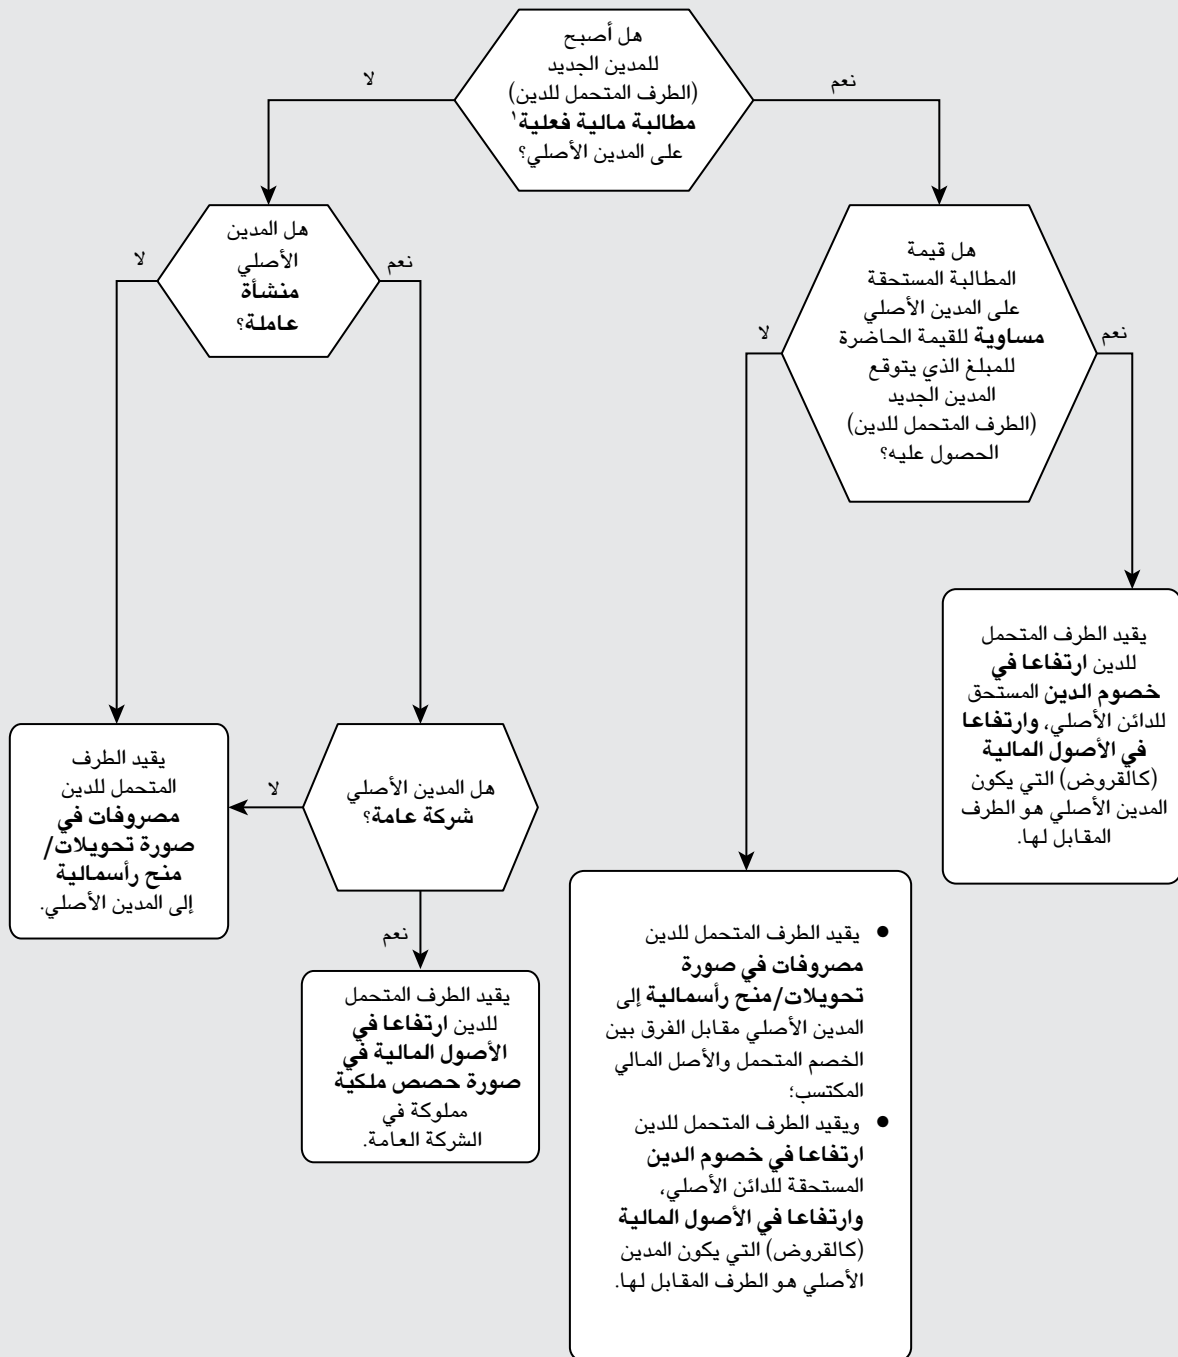 هل أصبح
للمدين الجديد
(الطرف المتحمل للدين)
مطالبة مالية فعلية١
على المدين الأصلي؟
نعم
لا
هل قيمة
المطالبة المستحقة
على المدين الأصلي
مساوية للقيمة الحاضرة
للمبلغ الذي يتوقع
المدين الجديد
(الطرف المتحمل للدين)
الحصول عليه؟
نعم
لا
هل المدين
الأصلي
منشأة
عاملة؟
نعم
لا
يقيد الطرف المتحمل
للدين ارتفاعا في
خصوم الدين المستحق
للدائن الأصلي، وارتفاعا
في الأصول المالية
(كالقروض) التي يكون
المدين الأصلي هو الطرف
المقابل لها.
هل المدين الأصلي
شركة عامة؟
لا
نعم
يقيد الطرف
المتحمل للدين
مصروفات في
صورة تحويلات/
منح رأسمالية
إلى المدين الأصلي.
● يقيد الطرف المتحمل للدين
مصروفات في صورة
تحويلات/منح رأسمالية إلى
المدين الأصلي مقابل الفرق بين
الخصم المتحمل والأصل المالي
المكتسب؛
● ويقيد الطرف المتحمل للدين
ارتفاعا في خصوم الدين
المستحقة للدائن الأصلي،
وارتفاعا في الأصول المالية
(كالقروض) التي يكون المدين
الأصلي هو الطرف المقابل لها.
يقيد الطرف المتحمل
للدين ارتفاعا في
الأصول المالية في
صورة حصص ملكية
مملوكة في
الشركة العامة.